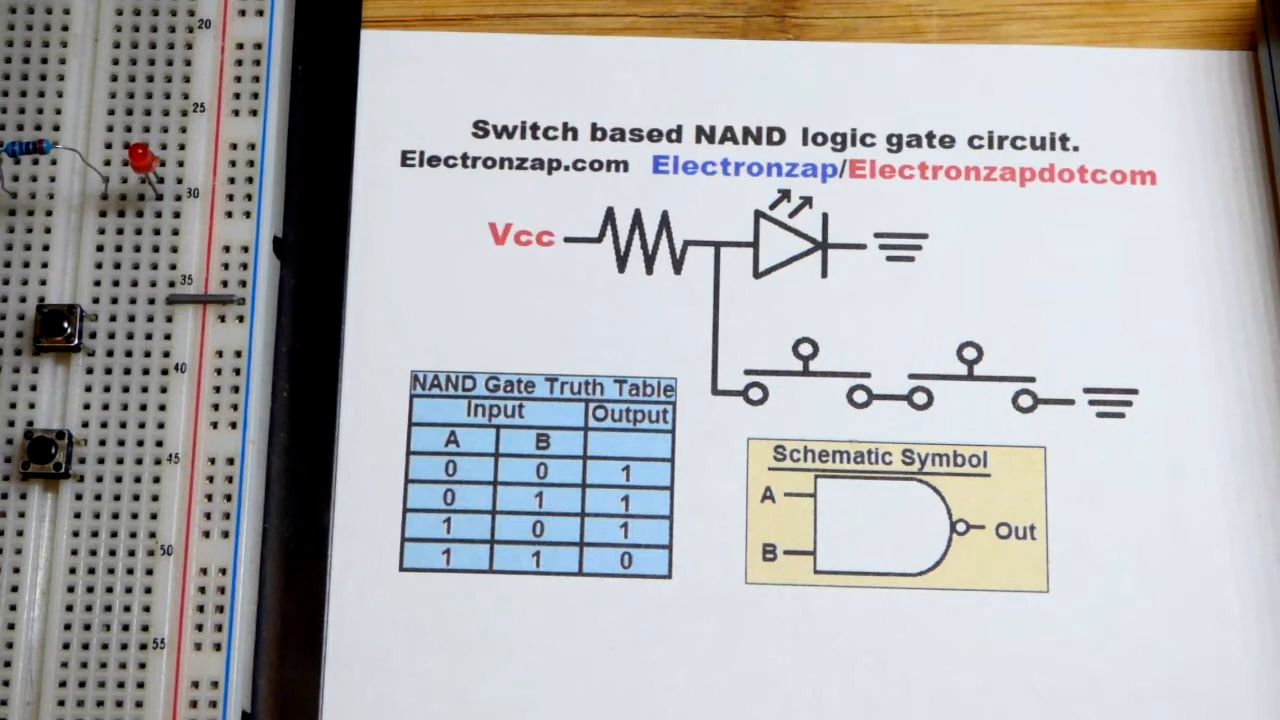 20
25
30
35
40
45
50
55
Switch based NAND logic gate circuit.
Electronzap.com Electronzap/Electronzapdotcom
Vcc
NAND Gate Truth Table
Input Output
A B
0 0 1
0 1 1
1 0 1
1 1 0
Schematic Symbol
A
B
Out